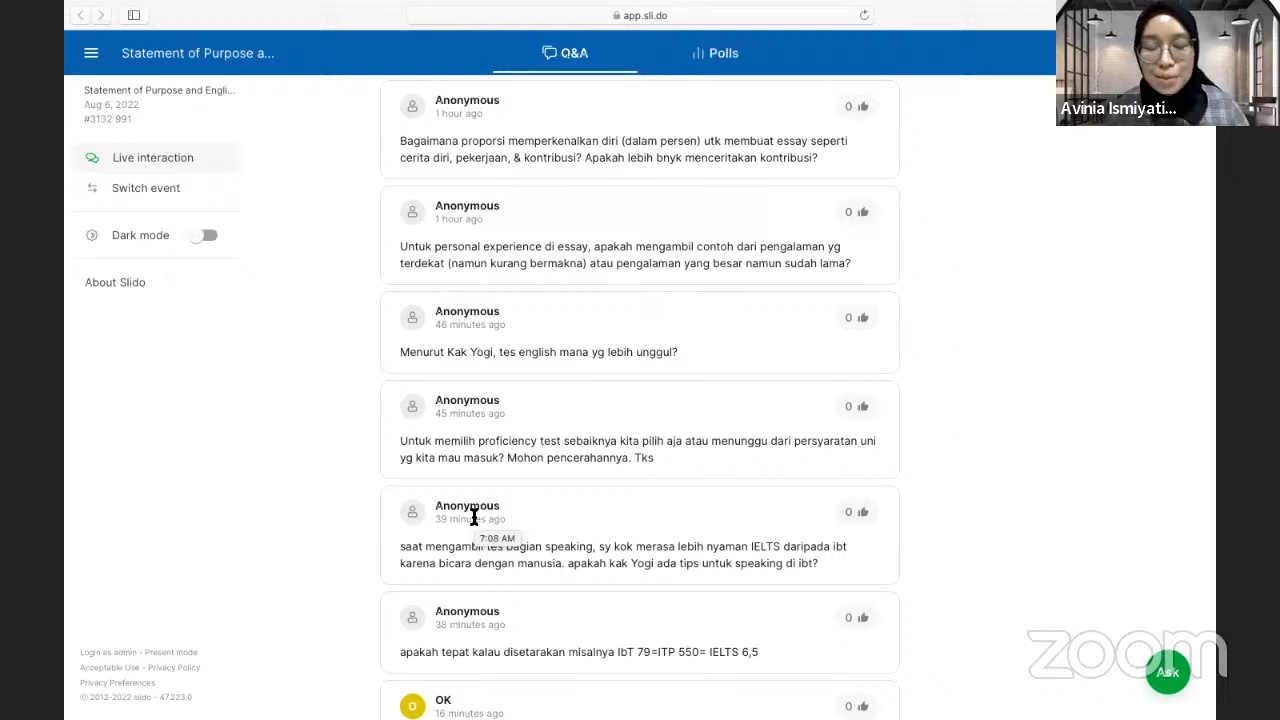 app.sli.do
Statement of Purpose a...
Q&A
Polls
Statement of Purpose and Engli...
Aug 6, 2022
#3132 991
Live interaction
Switch event
Dark mode
About Slido
Anonymous
1 hour ago
0
Bagaimana proporsi memperkenalkan diri (dalam persen) utk membuat essay seperti
cerita diri, pekerjaan, & kontribusi? Apakah lebih bnyk menceritakan kontribusi?
Anonymous
1 hour ago
0
Untuk personal experience di essay, apakah mengambil contoh dari pengalaman yg
terdekat (namun kurang bermakna) atau pengalaman yang besar namun sudah lama?
Anonymous
46 minutes ago
0
Menurut Kak Yogi, tes english mana yg lebih unggul?
Anonymous
45 minutes ago
0
Untuk memilih proficiency test sebaiknya kita pilih aja atau menunggu dari persyaratan uni
yg kita mau masuk? Mohon pencerahannya. Tks
Anonymous
39 minutes ago
0
7:08 AM
saat mengambil tes bagian speaking, sy kok merasa lebih nyaman IELTS daripada ibt
karena bicara dengan manusia. apakah kak Yogi ada tips untuk speaking di ibt?
Anonymous
38 minutes ago
0
apakah tepat kalau disetarakan misalnya IbT 79=ITP 550= IELTS 6,5
O
OK
16 minutes ago
0
Login as admin - Present mode
Acceptable Use - Privacy Policy
Privacy Preferences
© 2012-2022 slido - 47.223.0
Avinia Ismiyati...
zoom
Ask